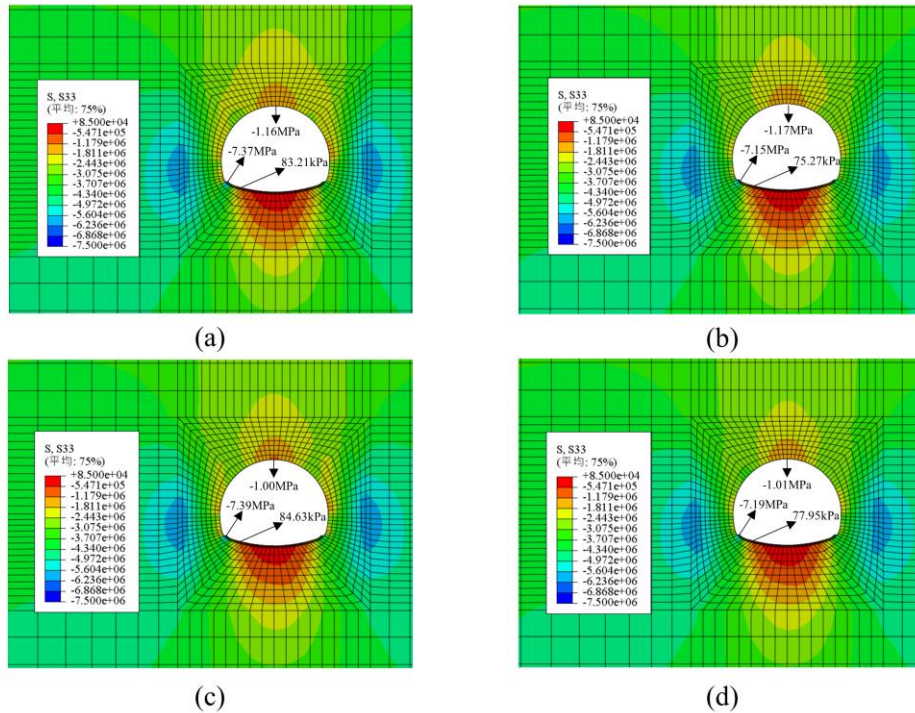 S, S33
(平均: 75%)
+8.500e+04
-5.471e+05
-1.179e+06
-1.811e+06
-2.443e+06
-3.075e+06
-3.707e+06
-4.340e+06
-4.972e+06
-5.604e+06
-6.236e+06
-6.868e+06
-7.500e+06
-1.16MPa
-7.37MPa
83.21kPa
(a)
S, S33
(平均: 75%)
+8.500e+04
-5.471e+05
-1.179e+06
-1.811e+06
-2.443e+06
-3.075e+06
-3.707e+06
-4.340e+06
-4.972e+06
-5.604e+06
-6.236e+06
-6.868e+06
-7.500e+06
-1.17MPa
-7.15MPa
75.27kPa
(b)
S, S33
(平均: 75%)
+8.500e+04
-5.471e+05
-1.179e+06
-1.811e+06
-2.443e+06
-3.075e+06
-3.707e+06
-4.340e+06
-4.972e+06
-5.604e+06
-6.236e+06
-6.868e+06
-7.500e+06
-1.00MPa
-7.39MPa
84.63kPa
(c)
S, S33
(平均: 75%)
+8.500e+04
-5.471e+05
-1.179e+06
-1.811e+06
-2.443e+06
-3.075e+06
-3.707e+06
-4.340e+06
-4.972e+06
-5.604e+06
-6.236e+06
-6.868e+06
-7.500e+06
-1.01MPa
-7.19MPa
77.95kPa
(d)